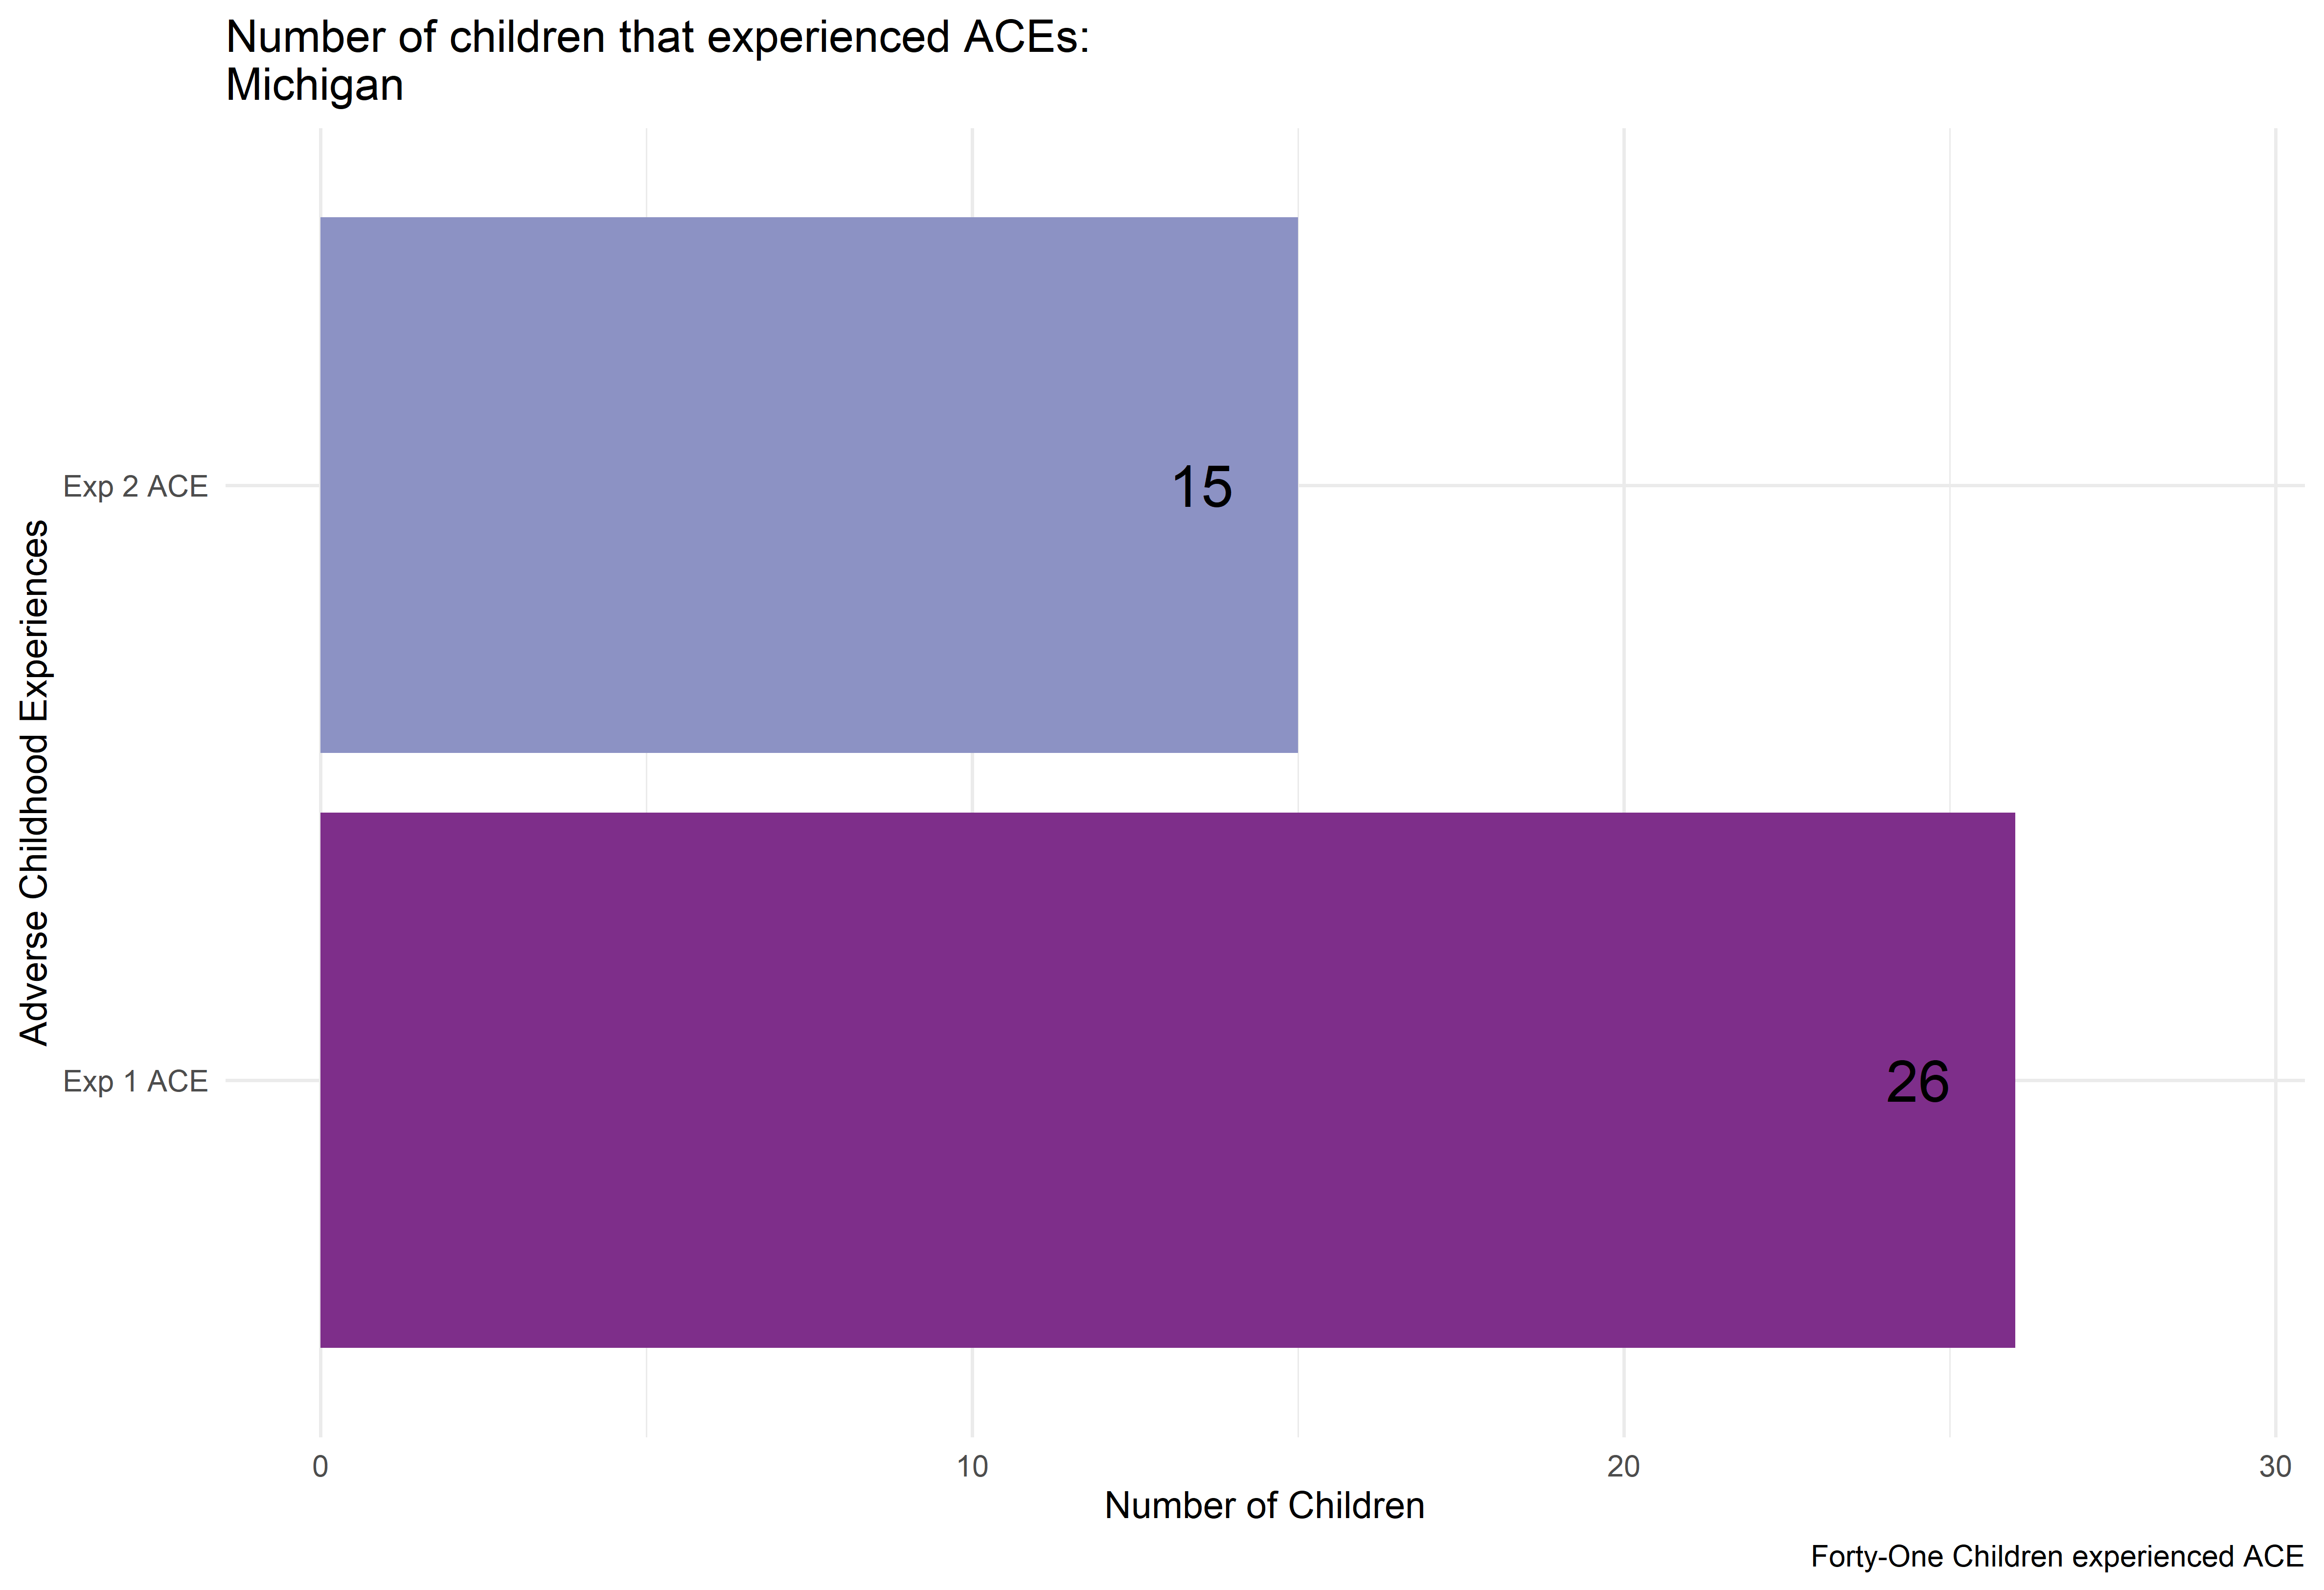 Number of children that experienced ACEs:
Michigan
Adverse Childhood Experiences
Exp 2 ACE
15
Exp 1 ACE
26
0
10
20
30
Number of Children
Forty-One Children experienced ACE